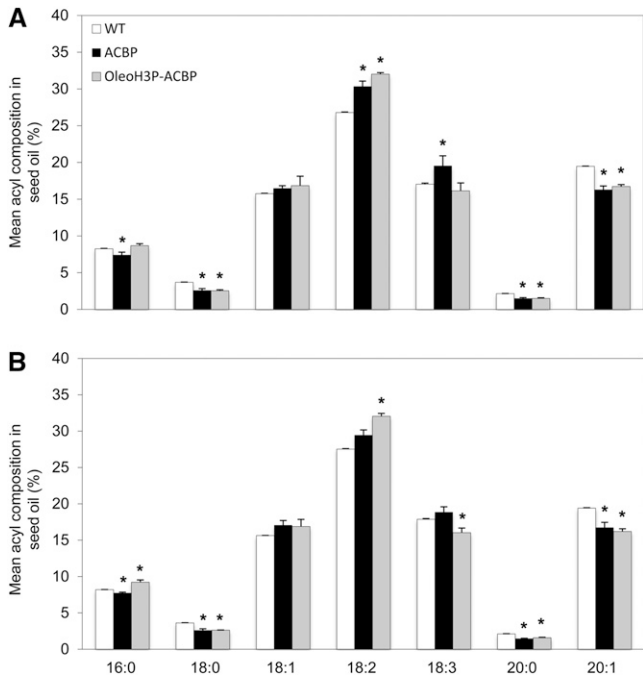 A
WT
ACBP
OleoH3P-ACBP
Mean acyl composition in
seed oil (%)
40
35
30
25
20
15
10
5
0
* * * * * * * * * *
B
Mean acyl composition in
seed oil (%)
40
35
30
25
20
15
10
5
0
* * * * * * * * * *
16:0 18:0 18:1 18:2 18:3 20:0 20:1